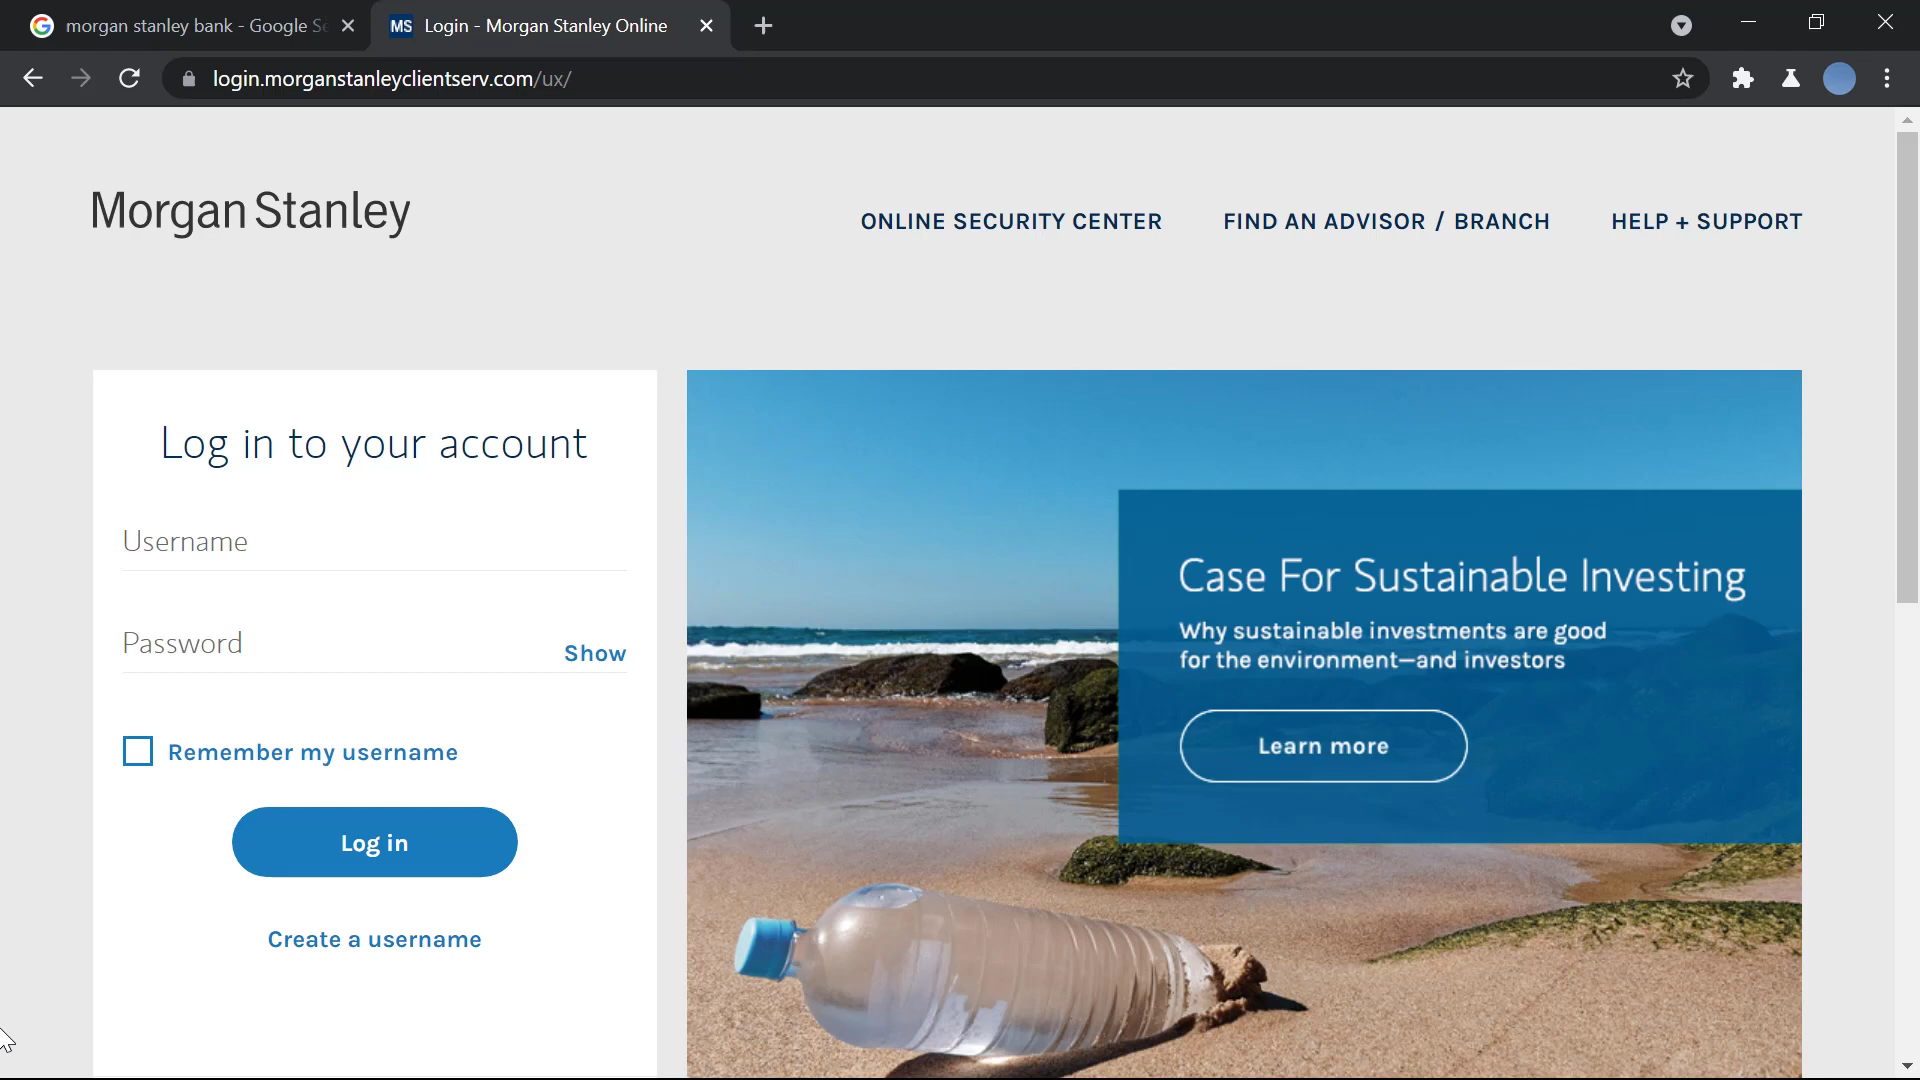 morgan stanley bank - Google Se
MS Login - Morgan Stanley Online
login.morganstanleyclientserv.com/ux/
Morgan Stanley
ONLINE SECURITY CENTER
FIND AN ADVISOR / BRANCH
HELP + SUPPORT
Log in to your account
Username
Password
Show
Remember my username
Log in
Create a username
Case For Sustainable Investing
Why sustainable investments are good
for the environment—and investors
Learn more